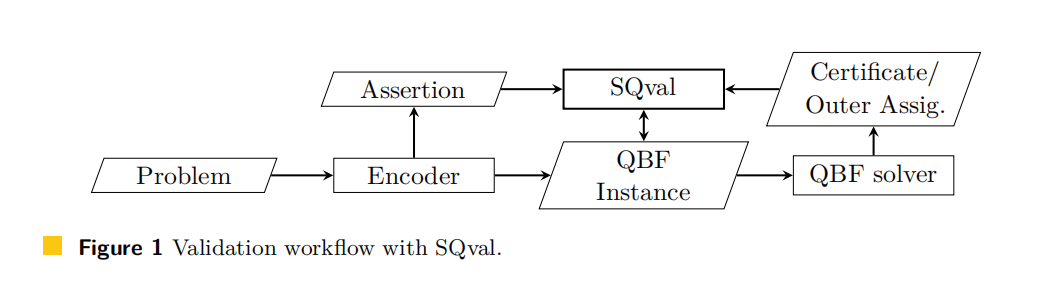 Assertion
SQval
Certificate/
Outer Assig.
Problem
Encoder
QBF
Instance
QBF solver
Figure 1 Validation workflow with SQval.